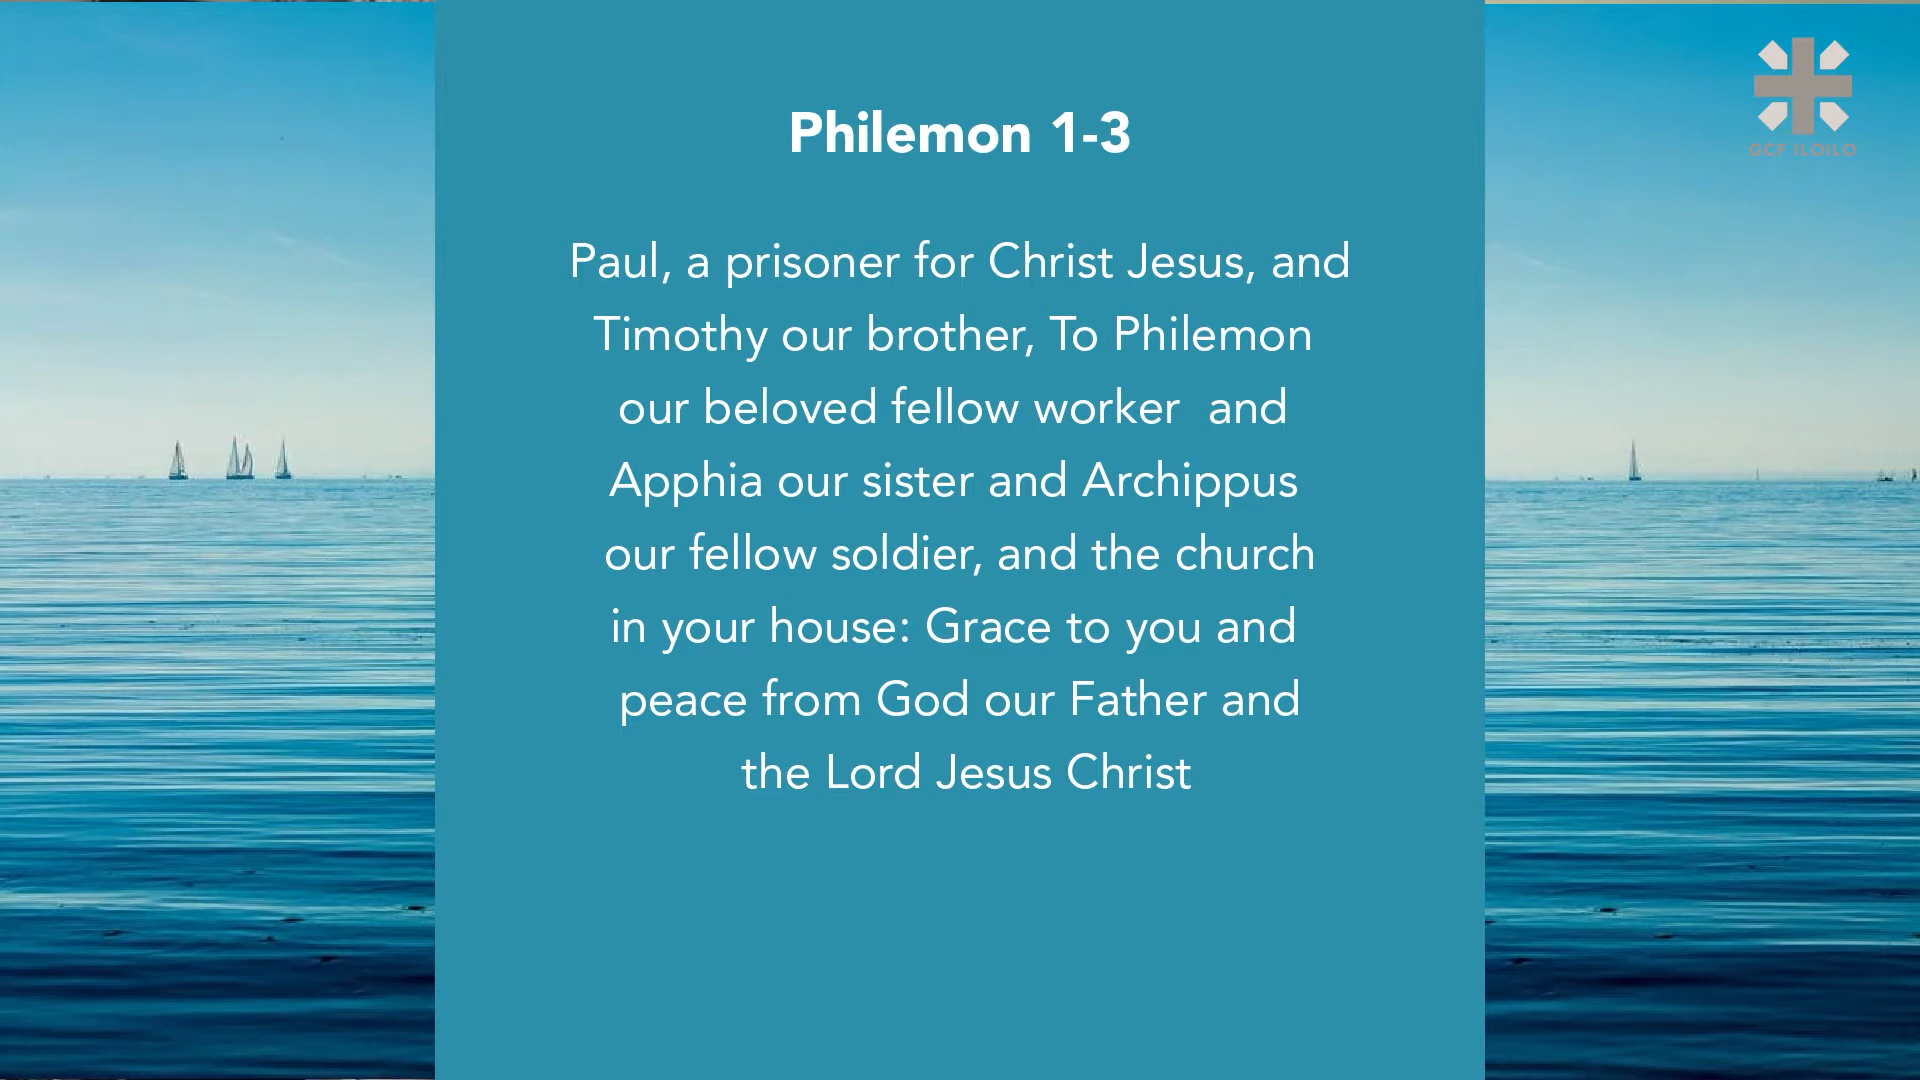 Philemon 1-3
GCF ILOILO
Paul, a prisoner for Christ Jesus, and
Timothy our brother, To Philemon
our beloved fellow worker  and
Apphia our sister and Archippus
our fellow soldier, and the church
in your house: Grace to you and
peace from God our Father and
the Lord Jesus Christ